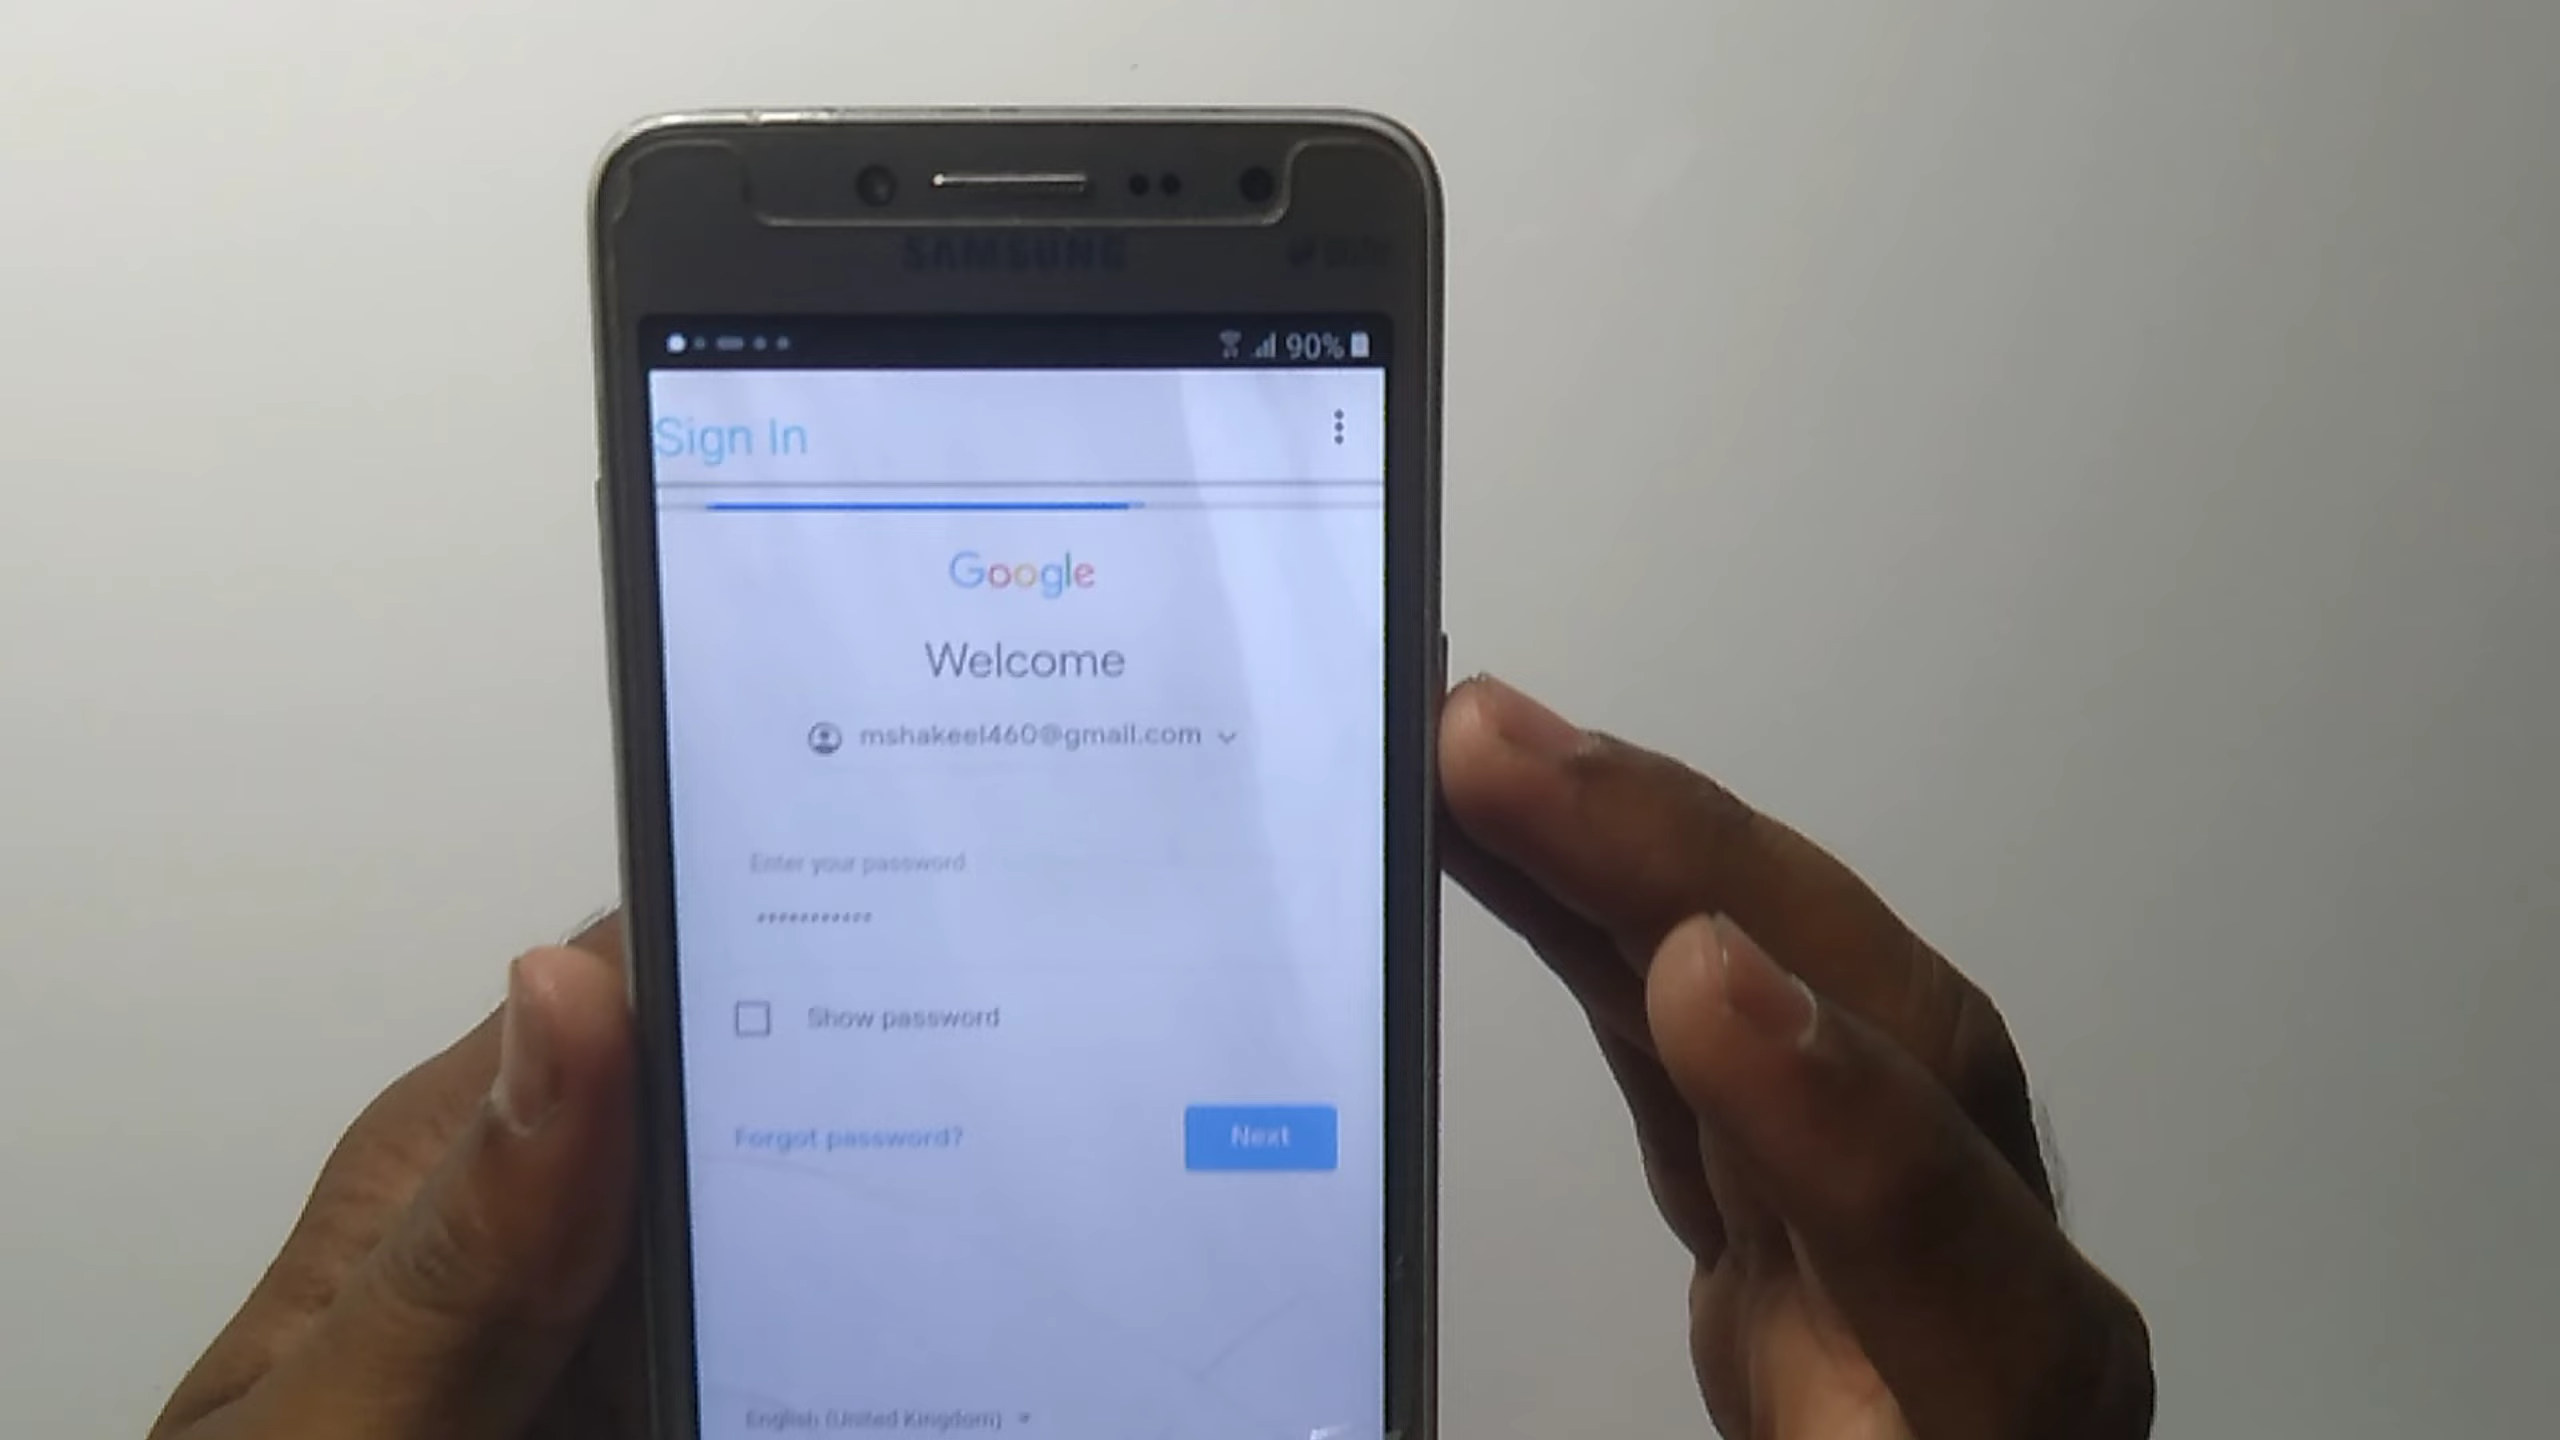 SAMSUNG
90%
Sign In
Google
Welcome
mshakeel460@gmail.com
Enter your password
•••••••••••
Show password
Forgot password?
Next
English (United Kingdom)